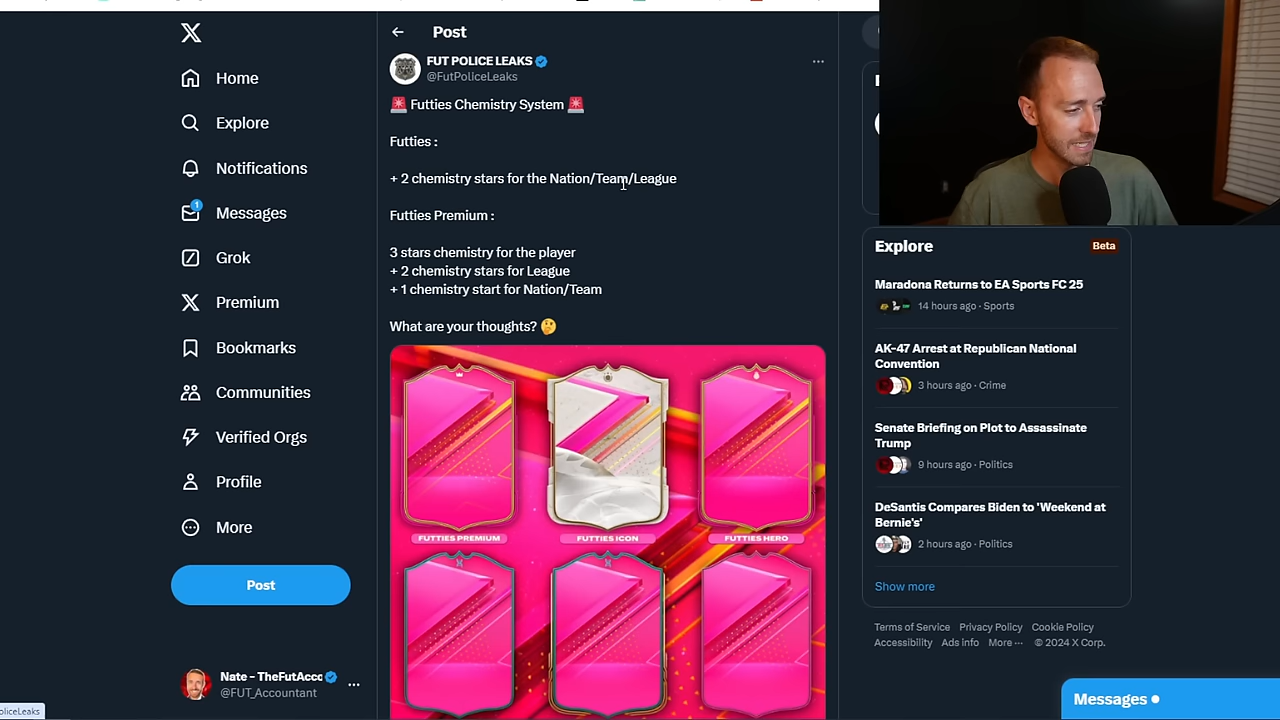 Home
Explore
Notifications
1
Messages
Grok
Premium
Bookmarks
Communities
Verified Orgs
Profile
More
Post
Nate - TheFutAcc
@FUT_Accountant
oliceLeaks
Post
FUT POLICE LEAKS
@FutPoliceLeaks
🚨 Futties Chemistry System 🚨
Futties :
+ 2 chemistry stars for the Nation/Team/League
Futties Premium :
3 stars chemistry for the player
+ 2 chemistry stars for League
+ 1 chemistry start for Nation/Team
What are your thoughts? 🤔
FUTTIES PREMIUM
FUTTIES ICON
FUTTIES HERO
Explore
Beta
Maradona Returns to EA Sports FC 25
14 hours ago · Sports
AK-47 Arrest at Republican National
Convention
3 hours ago · Crime
Senate Briefing on Plot to Assassinate
Trump
9 hours ago · Politics
DeSantis Compares Biden to 'Weekend at
Bernie's'
2 hours ago · Politics
Show more
Terms of Service Privacy Policy Cookie Policy
Accessibility Ads info More ··· © 2024 X Corp.
Messages